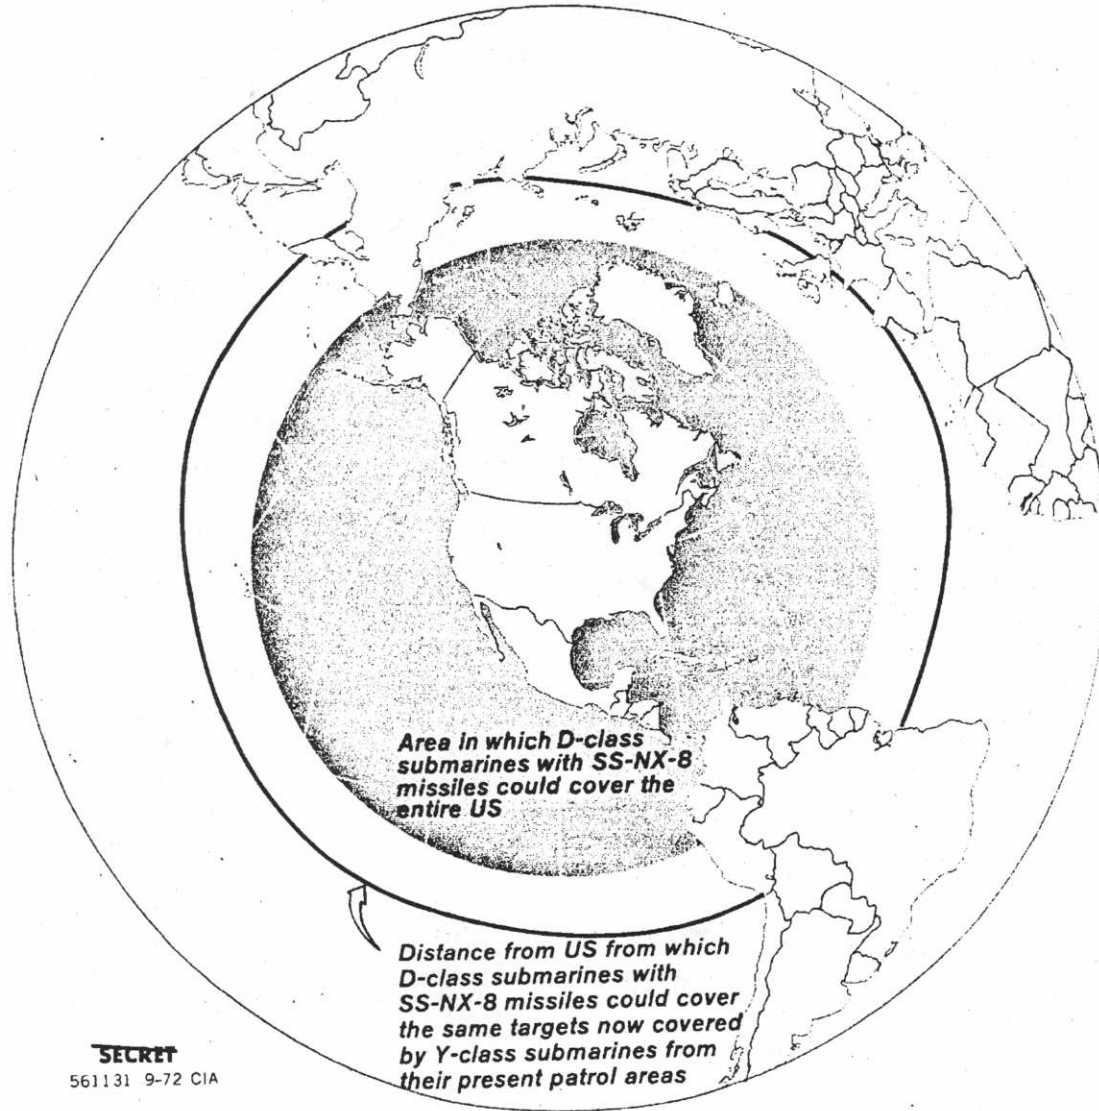 Area in which D-class
submarines with SS-NX-8
missiles could cover the
entire US
Distance from US from which
D-class submarines with
SS-NX-8 missiles could cover
the same targets now covered
by Y-class submarines from
their present patrol areas
SECRET
561131 9-72 CIA